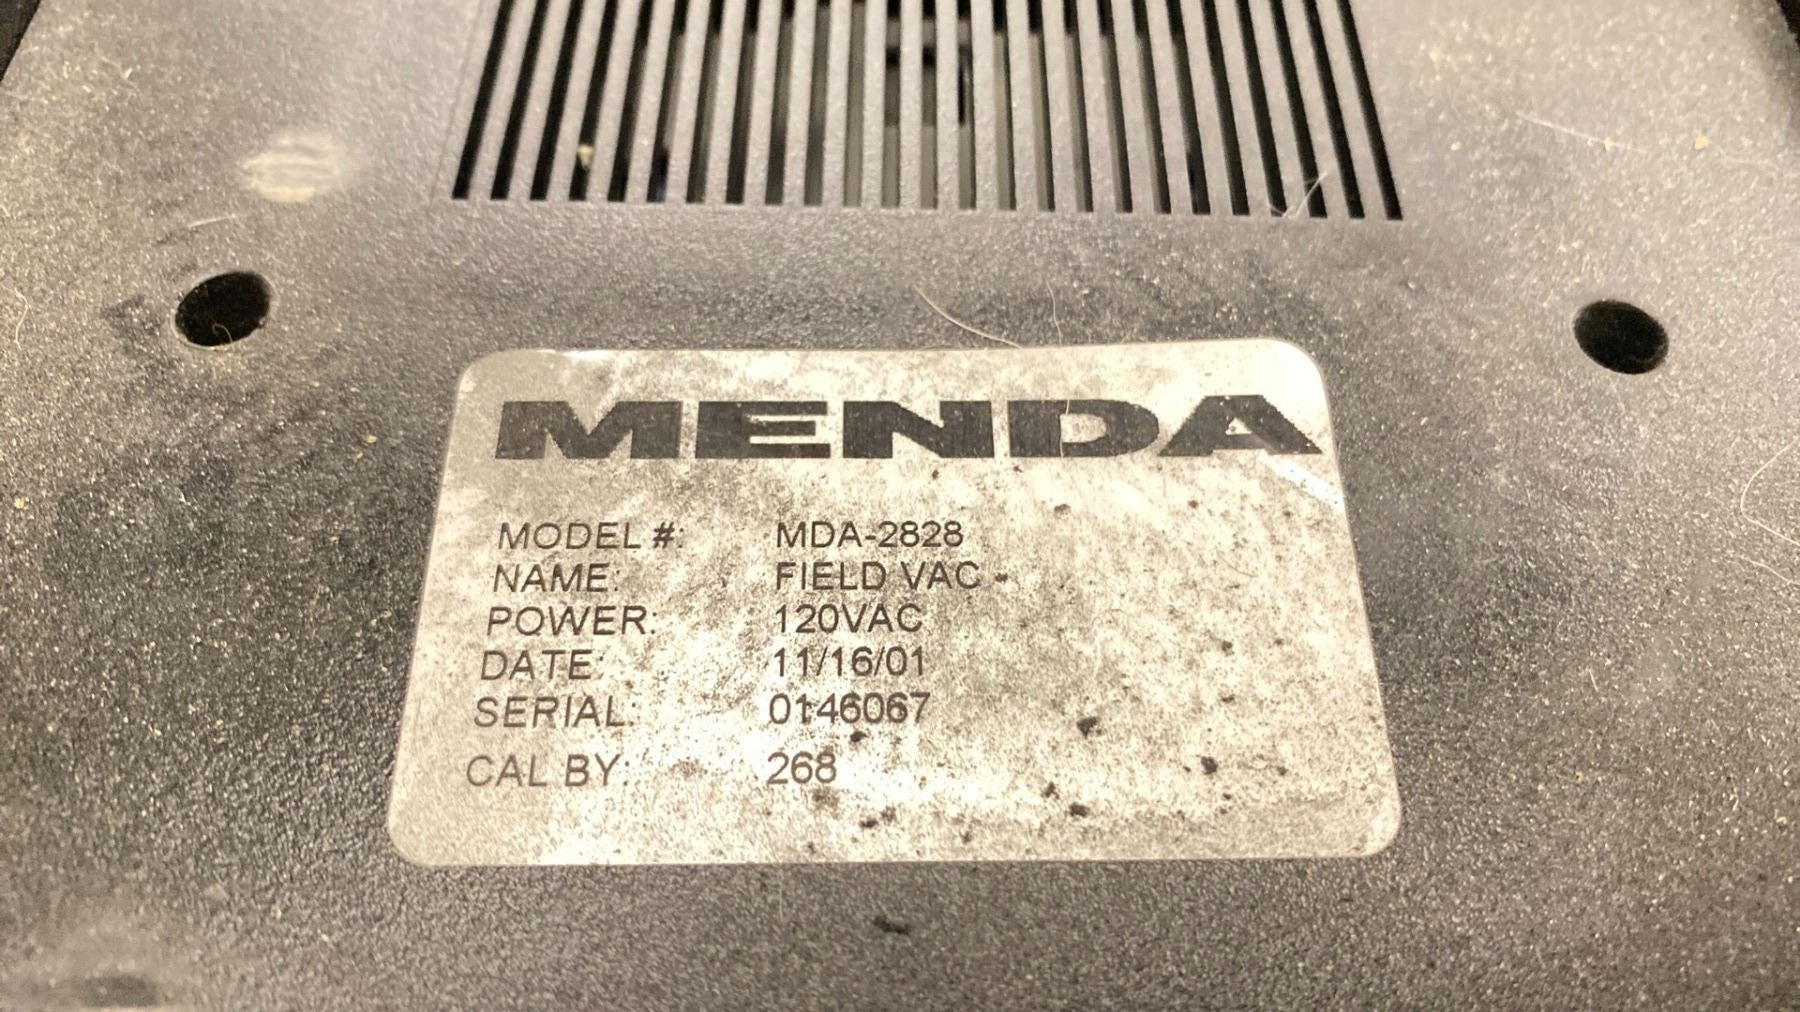 MENDA
MODEL #: MDA-2828
NAME: FIELD VAC -
POWER: 120VAC
DATE: 11/16/01
SERIAL: 0146067
CAL BY: 268